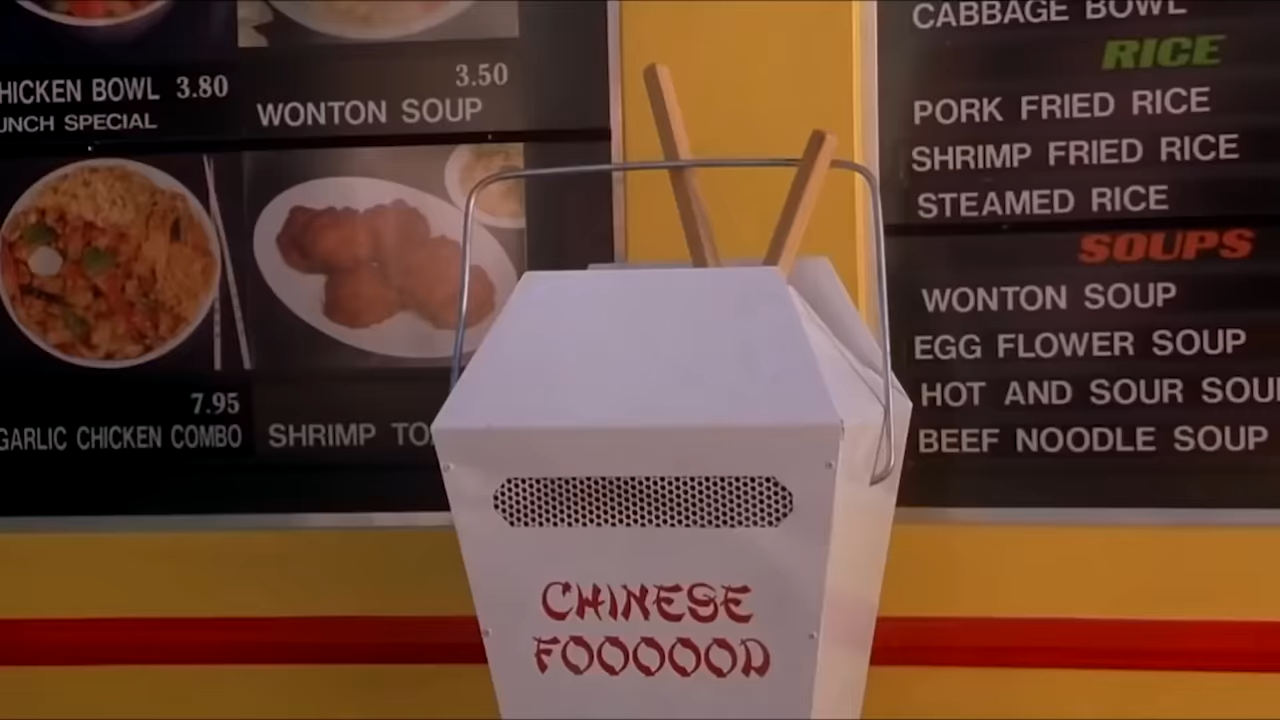 HICKEN BOWL 3.80
UNCH SPECIAL
3.50
WONTON SOUP
7.95
GARLIC CHICKEN COMBO
SHRIMP TO
CABBAGE BOWL
RICE
PORK FRIED RICE
SHRIMP FRIED RICE
STEAMED RICE
SOUPS
WONTON SOUP
EGG FLOWER SOUP
HOT AND SOUR SOU
BEEF NOODLE SOUP
CHINESE
FOOOOOD